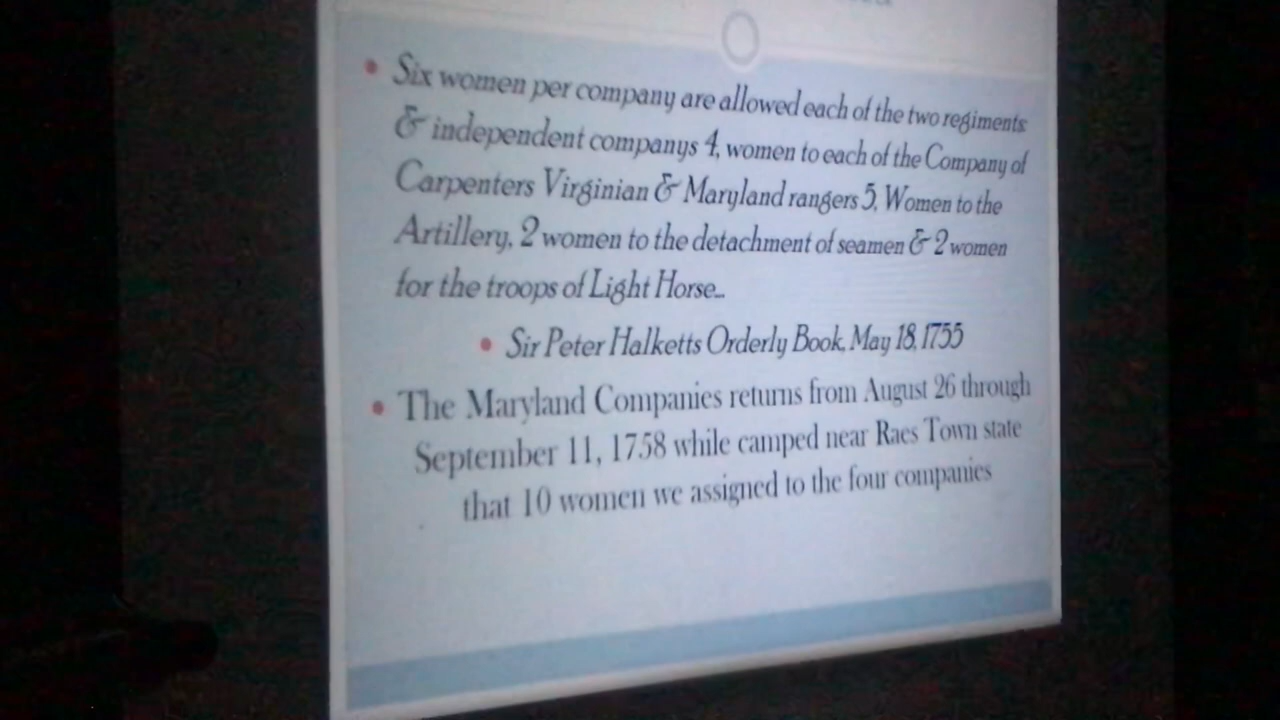 • Six women per company are allowed each of the two regiments
& independent companys 4, women to each of the Company of
Carpenters Virginian & Maryland rangers 5, Women to the
Artillery, 2 women to the detachment of seamen & 2 women
for the troops of Light Horse...
• Sir Peter Halketts Orderly Book, May 18, 1755
• The Maryland Companies returns from August 26 through
September 11, 1758 while camped near Raes Town state
that 10 women we assigned to the four companies